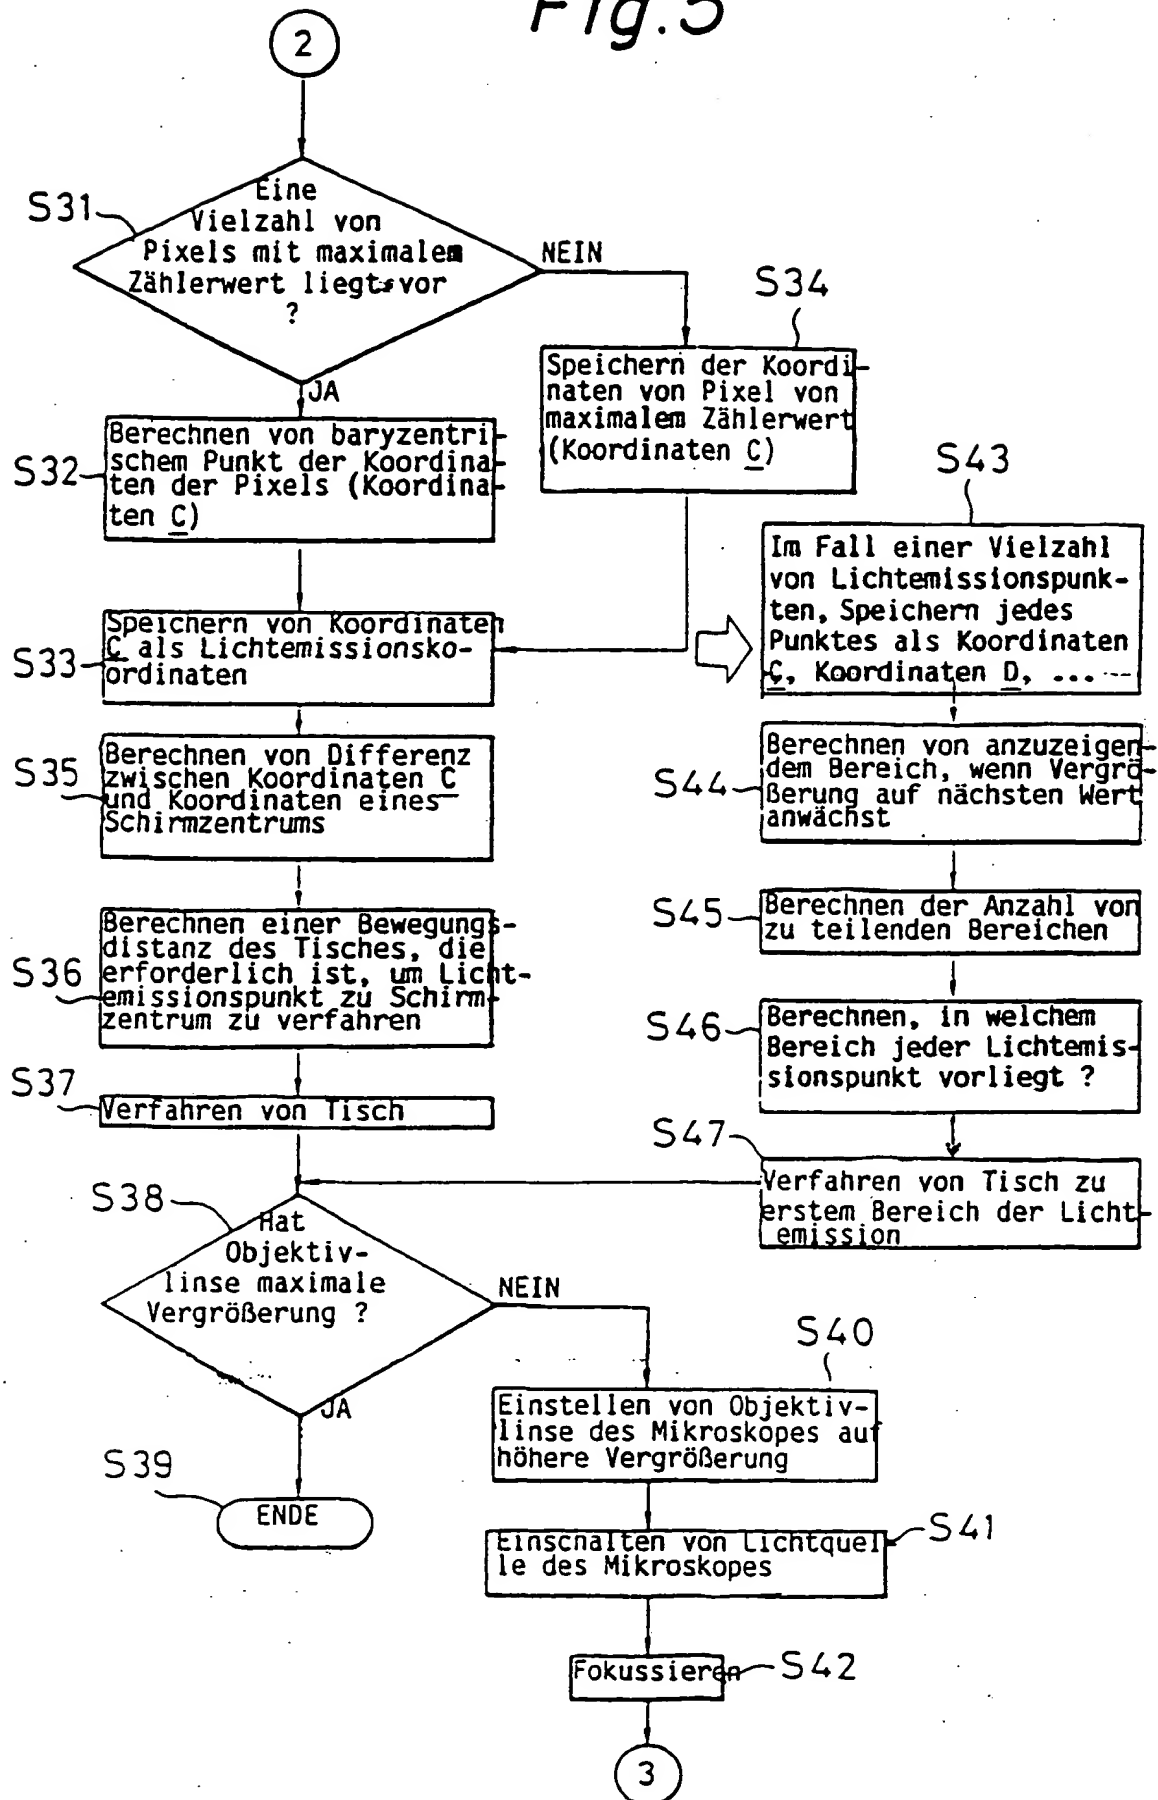 Fig.5
2
S31
Eine
Vielzahl von
Pixels mit maximalem
Zählerwert liegt vor
?
NEIN
JA
S34
Speichern der Koordi-
naten von Pixel von
maximalem Zählerwert
(Koordinaten C)
S32
Berechnen von baryzentri-
schem Punkt der Koordina-
ten der Pixels (Koordina-
ten C)
S43
Im Fall einer Vielzahl
von Lichtemissionspunk-
ten, Speichern jedes
Punktes als Koordinaten
C, Koordinaten D, ...
S33
Speichern von Koordinaten
C als Lichtemissionsko-
ordinaten
S35
Berechnen von Differenz
zwischen Koordinaten C
und Koordinaten eines
Schirmzentrums
S44
Berechnen von anzuzeigen-
dem Bereich, wenn Vergrö-
ßerung auf nächsten Wert
anwächst
S36
Berechnen einer Bewegungs-
distanz des Tisches, die
erforderlich ist, um Licht-
emissionspunkt zu Schirm-
zentrum zu verfahren
S45
Berechnen der Anzahl von
zu teilenden Bereichen
S46
Berechnen, in welchem
Bereich jeder Lichtemis-
sionspunkt vorliegt ?
S37
Verfahren von Tisch
S47
Verfahren von Tisch zu
erstem Bereich der Licht-
emission
S38
Hat
Objektiv-
linse maximale
Vergrößerung ?
NEIN
JA
S39
ENDE
S40
Einstellen von Objektiv-
linse des Mikroskopes auf
höhere Vergrößerung
S41
Einschalten von Lichtquel
le des Mikroskopes
S42
Fokussieren
3